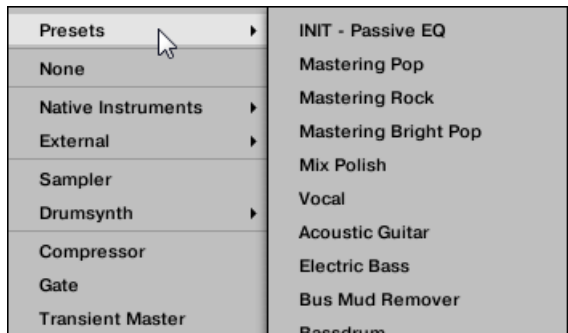 Presets
None
Native Instruments
External
Sampler
Drumsynth
Compressor
Gate
Transient Master
INIT - Passive EQ
Mastering Pop
Mastering Rock
Mastering Bright Pop
Mix Polish
Vocal
Acoustic Guitar
Electric Bass
Bus Mud Remover
Bassdrum